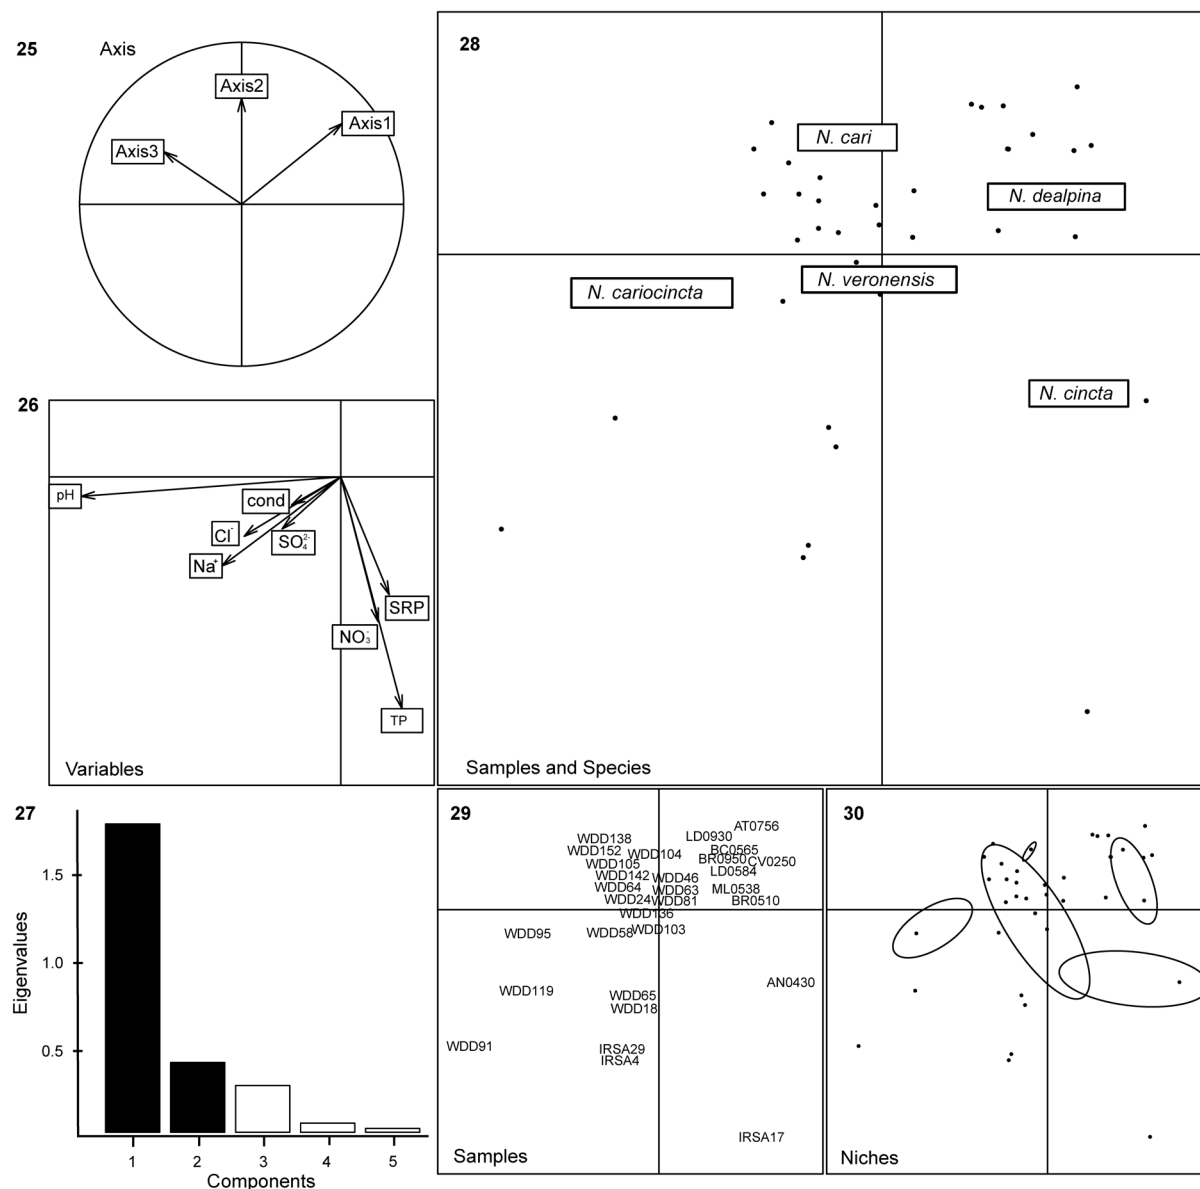 25
Axis
Axis2
Axis1
Axis3
26
pH
cond
Cl-
SO4 2-
Na+
SRP
NO3-
TP
Variables
27
1.5
1.0
0.5
Eigenvalues
1 2 3 4 5
Components
28
N. cari
N. dealpina
N. veronensis
N. cariocincta
N. cincta
Samples and Species
29
AT0756
WDD138
LD0930
WDD152
WDD104
BC0565
WDD105
BR0950
CV0250
WDD142
WDD46
LD0584
WDD64
WDD63
ML0538
WDD24
WDD81
BR0510
WDD136
WDD95
WDD58
WDD103
AN0430
WDD119
WDD65
WDD18
WDD91
IRSA29
IRSA4
IRSA17
Samples
30
Niches